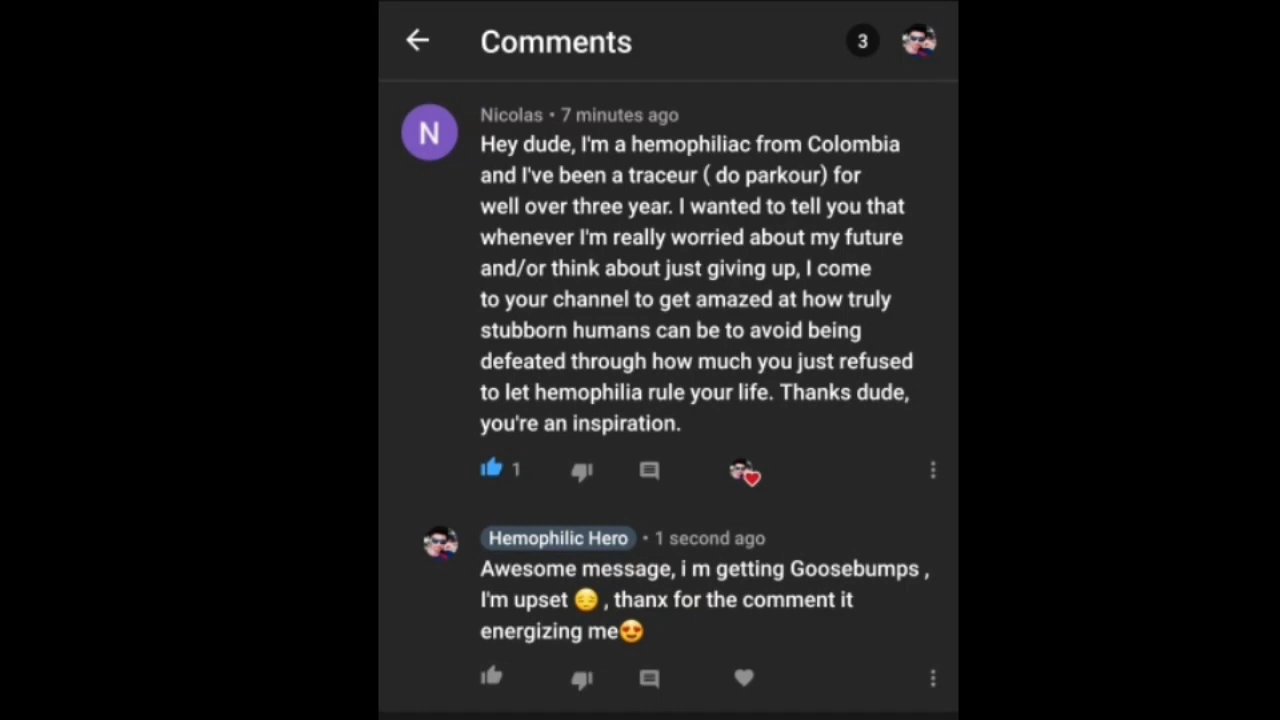 Comments
3
N
Nicolas • 7 minutes ago
Hey dude, I'm a hemophiliac from Colombia
and I've been a traceur ( do parkour) for
well over three year. I wanted to tell you that
whenever I'm really worried about my future
and/or think about just giving up, I come
to your channel to get amazed at how truly
stubborn humans can be to avoid being
defeated through how much you just refused
to let hemophilia rule your life. Thanks dude,
you're an inspiration.
1
Hemophilic Hero • 1 second ago
Awesome message, i m getting Goosebumps ,
I'm upset 😔 , thanx for the comment it
energizing me😍